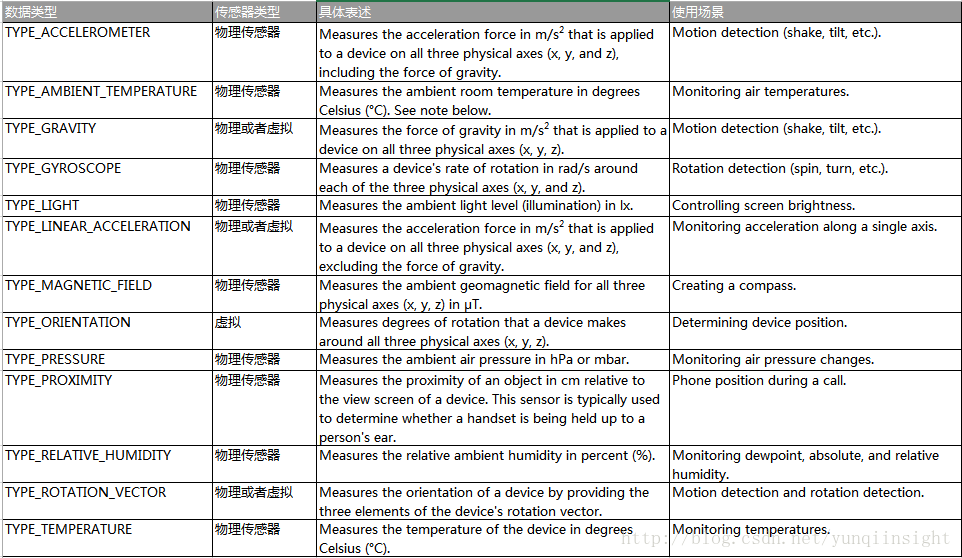 数据类型 传感器类型 具体表述 使用场景
TYPE_ACCELEROMETER 物理传感器 Measures the acceleration force in m/s² that is applied Motion detection (shake, tilt, etc.).
to a device on all three physical axes (x, y, and z),
including the force of gravity.
TYPE_AMBIENT_TEMPERATURE 物理传感器 Measures the ambient room temperature in degrees Monitoring air temperatures.
Celsius (°C). See note below.
TYPE_GRAVITY 物理或者虚拟 Measures the force of gravity in m/s² that is applied to a Motion detection (shake, tilt, etc.).
device on all three physical axes (x, y, z).
TYPE_GYROSCOPE 物理传感器 Measures a device's rate of rotation in rad/s around Rotation detection (spin, turn, etc.).
each of the three physical axes (x, y, and z).
TYPE_LIGHT 物理传感器 Measures the ambient light level (illumination) in lx. Controlling screen brightness.
TYPE_LINEAR_ACCELERATION 物理或者虚拟 Measures the acceleration force in m/s² that is applied Monitoring acceleration along a single axis.
to a device on all three physical axes (x, y, and z),
excluding the force of gravity.
TYPE_MAGNETIC_FIELD 物理传感器 Measures the ambient geomagnetic field for all three Creating a compass.
physical axes (x, y, z) in μT.
TYPE_ORIENTATION 虚拟 Measures degrees of rotation that a device makes Determining device position.
around all three physical axes (x, y, z).
TYPE_PRESSURE 物理传感器 Measures the ambient air pressure in hPa or mbar. Monitoring air pressure changes.
TYPE_PROXIMITY 物理传感器 Measures the proximity of an object in cm relative to Phone position during a call.
the view screen of a device. This sensor is typically used
to determine whether a handset is being held up to a
person's ear.
TYPE_RELATIVE_HUMIDITY 物理传感器 Measures the relative ambient humidity in percent (%). Monitoring dewpoint, absolute, and relative
humidity.
TYPE_ROTATION_VECTOR 物理或者虚拟 Measures the orientation of a device by providing the Motion detection and rotation detection.
three elements of the device's rotation vector.
TYPE_TEMPERATURE 物理传感器 Measures the temperature of the device in degrees Monitoring temperatures.
Celsius (°C).
http://blog.csdn.net/yunqiinsight